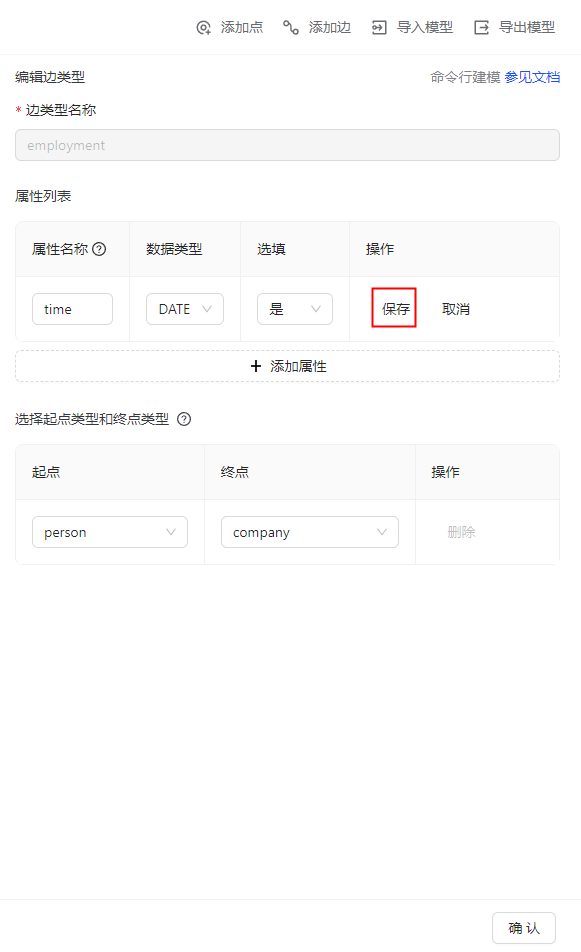 添加点 添加边 导入模型 导出模型
编辑边类型 命令行建模 参见文档
* 边类型名称
employment
属性列表
属性名称 数据类型 选填 操作
time DATE 是 保存 取消
添加属性
选择起点类型和终点类型
起点 终点 操作
person company 删除
确 认